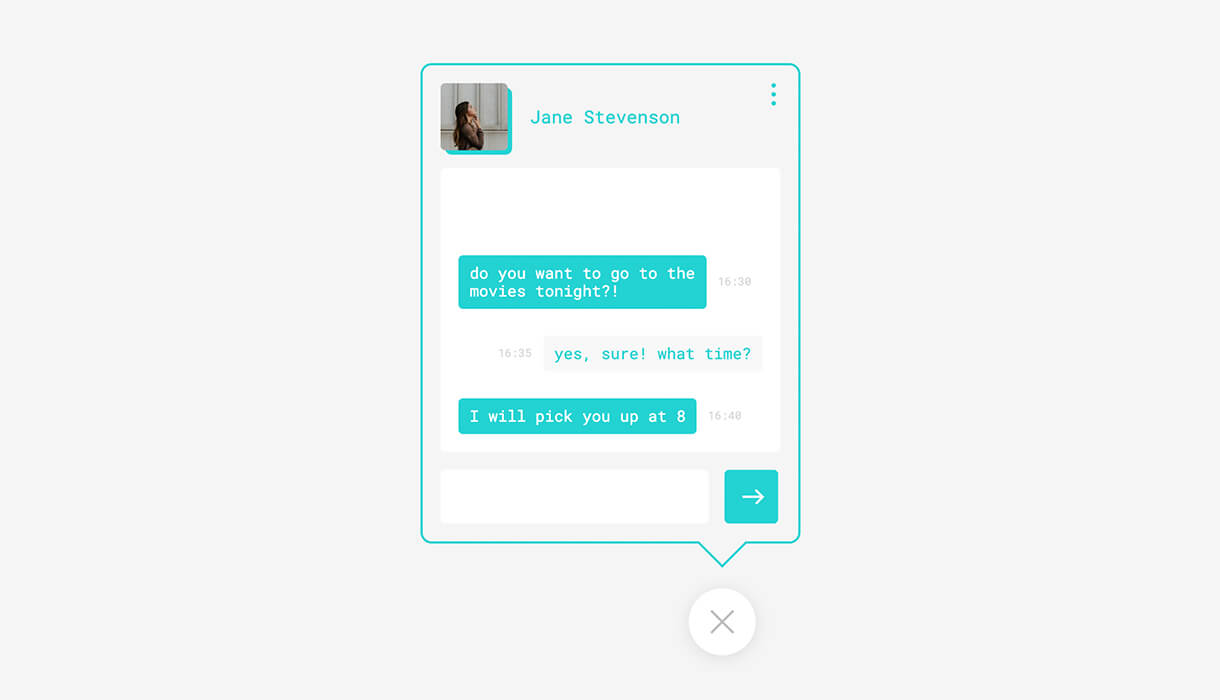 Jane Stevenson
do you want to go to the
movies tonight?!
16:30
16:35
yes, sure! what time?
I will pick you up at 8
16:40